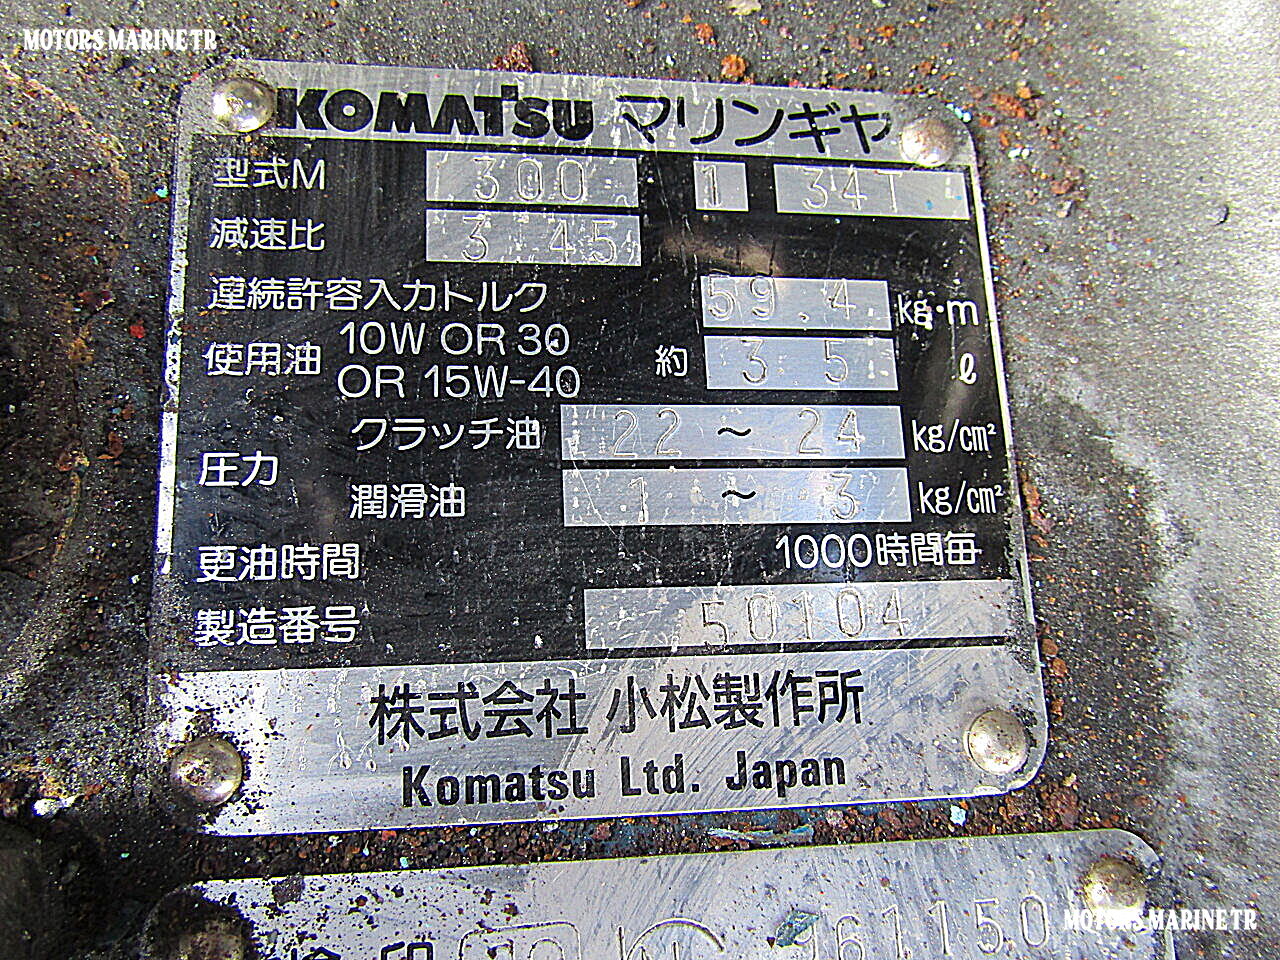 MOTORS MARINE TR
KOMATSU マリンギヤ
型式M 300 1 34T
減速比 3 45
連続許容入力トルク 59.4 kg·m
使用油 10W OR 30 OR 15W-40 約 3 5 ℓ
圧力 クラッチ油 22 ~ 24 kg/cm²
潤滑油 1 ~ 3 kg/cm²
更油時間 1000時間毎
製造番号 50104
株式会社 小松製作所
Komatsu Ltd. Japan
961150
MOTORS MARINE TR